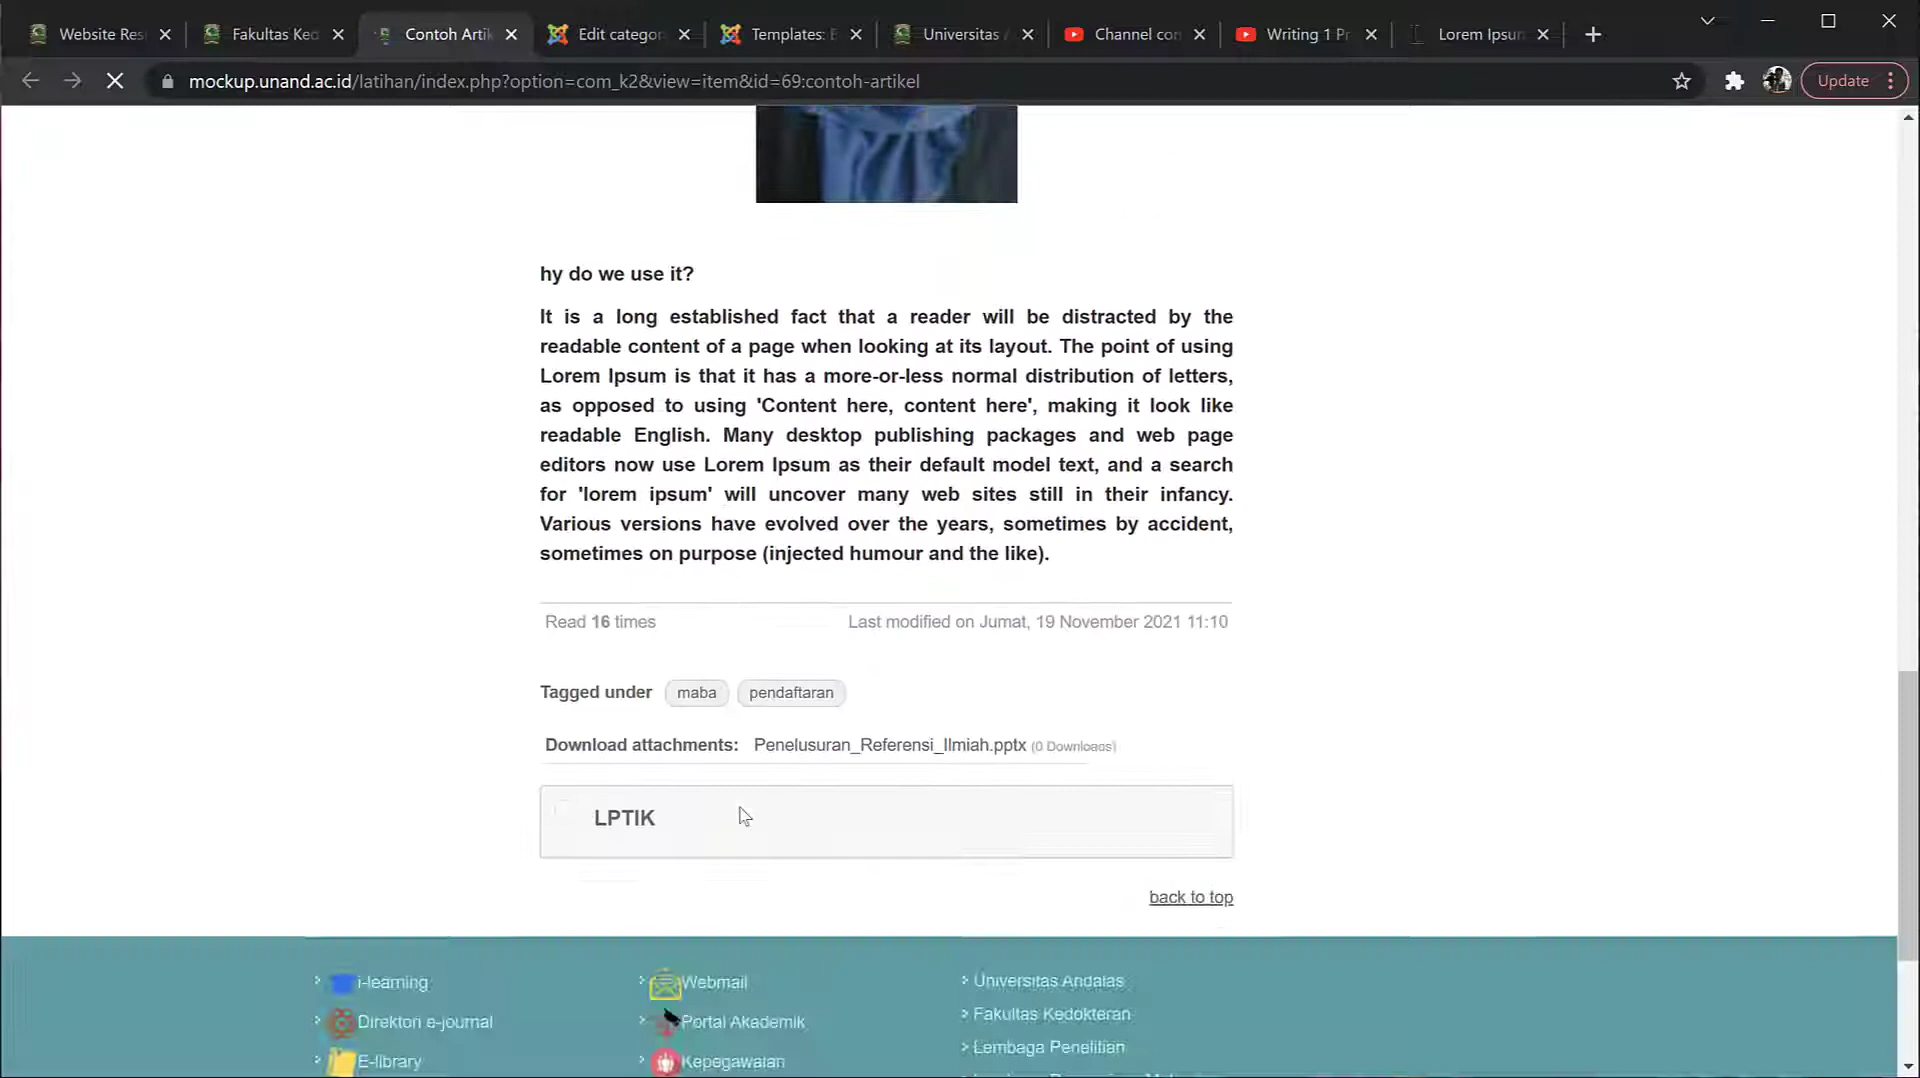 Website Res
Fakultas Ked
Contoh Arti
Edit categor
Templates: E
Universitas
Channel con
Writing 1 Pr
Lorem Ipsum
mockup.unand.ac.id/latihan/index.php?option=com_k2&view=item&id=69:contoh-artikel
Update
hy do we use it?
It is a long established fact that a reader will be distracted by the
readable content of a page when looking at its layout. The point of using
Lorem Ipsum is that it has a more-or-less normal distribution of letters,
as opposed to using 'Content here, content here', making it look like
readable English. Many desktop publishing packages and web page
editors now use Lorem Ipsum as their default model text, and a search
for 'lorem ipsum' will uncover many web sites still in their infancy.
Various versions have evolved over the years, sometimes by accident,
sometimes on purpose (injected humour and the like).
Read 16 times
Last modified on Jumat, 19 November 2021 11:10
Tagged under maba pendaftaran
Download attachments: Penelusuran_Referensi_Ilmiah.pptx (0 Downloads)
LPTIK
back to top
i-learning
Webmail
Universitas Andalas
Direktori e-journal
Portal Akademik
Fakultas Kedokteran
E-library
Kepegawaian
Lembaga Penelitian